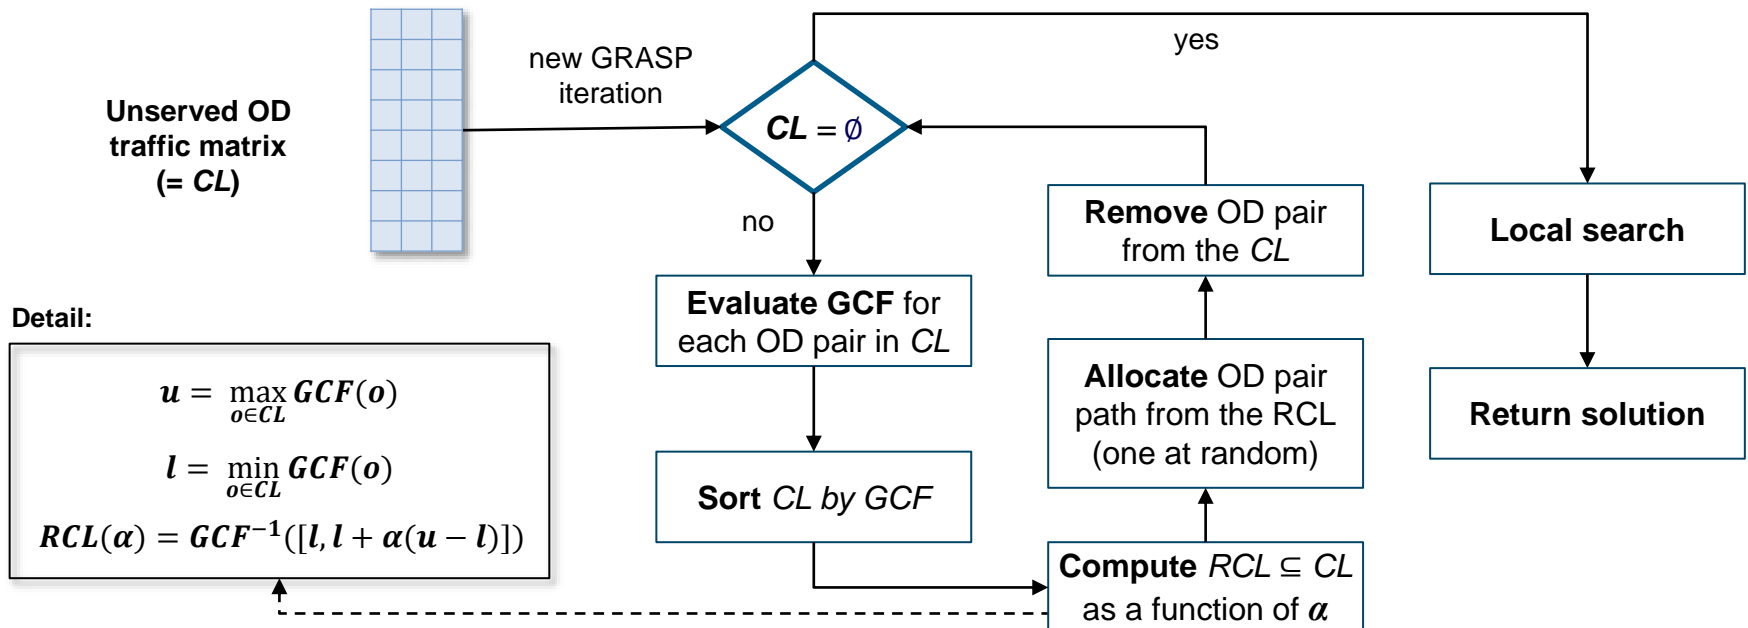 Unserved OD
traffic matrix
(= CL)
new GRASP
iteration
CL = ∅
yes
no
Evaluate GCF for
each OD pair in CL
Sort CL by GCF
Compute RCL ⊆ CL
as a function of α
Allocate OD pair
path from the RCL
(one at random)
Remove OD pair
from the CL
Local search
Return solution
Detail:
u = max_{o∈CL} GCF(o)
l = min_{o∈CL} GCF(o)
RCL(α) = GCF⁻¹([l, l + α(u − l)])